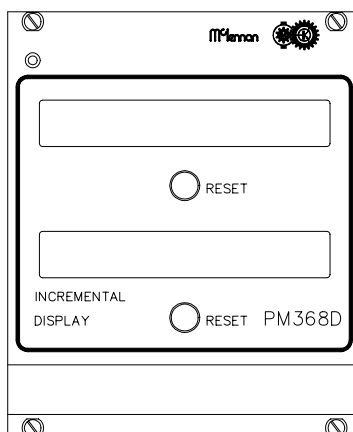 McLennan
RESET
INCREMENTAL
DISPLAY
RESET PM368D